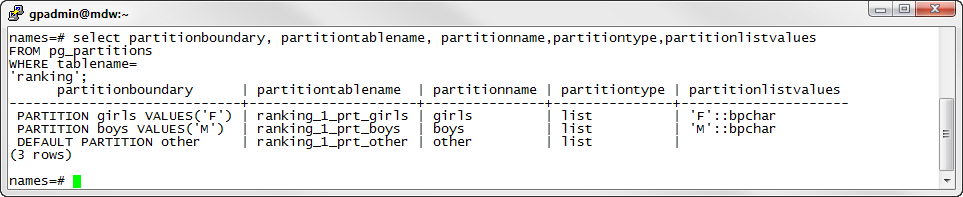 gpadmin@mdw:~
names=# select partitionboundary, partitiontablename, partitionname,partitiontype,partitionlistvalues
FROM pg_partitions
WHERE tablename=
'ranking';
      partitionboundary      | partitiontablename  | partitionname | partitiontype | partitionlistvalues
-----------------------------+---------------------+---------------+---------------+---------------------
 PARTITION girls VALUES('F') | ranking_1_prt_girls | girls         | list          | 'F'::bpchar
 PARTITION boys VALUES('M')  | ranking_1_prt_boys  | boys          | list          | 'M'::bpchar
 DEFAULT PARTITION other     | ranking_1_prt_other | other         | list          |
(3 rows)
names=#